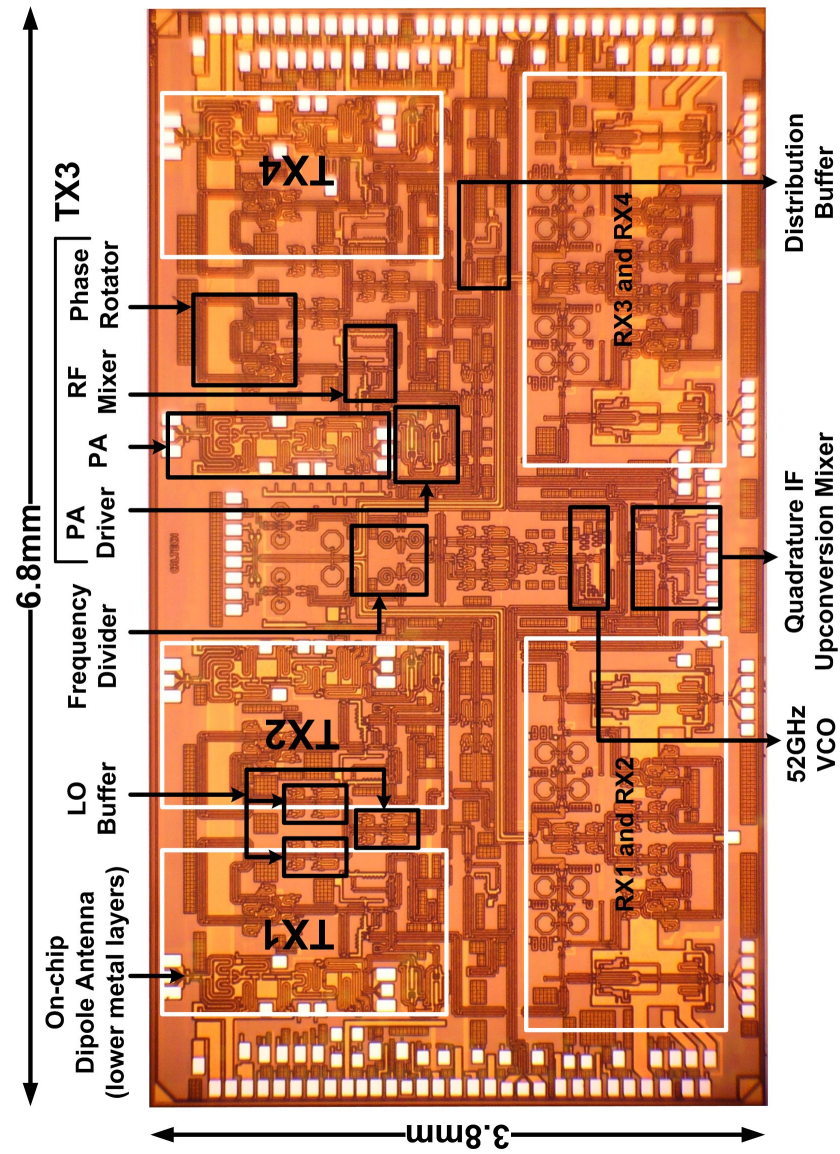 6.8mm
3.8mm
On-chip
Dipole Antenna
(lower metal layers)
LO
Buffer
Frequency
Divider
PA
Driver
PA
RF
Mixer
Phase
Rotator
TX3
TX1
TX2
TX4
RX1 and RX2
RX3 and RX4
52GHz
VCO
Quadrature IF
Upconversion Mixer
Distribution
Buffer